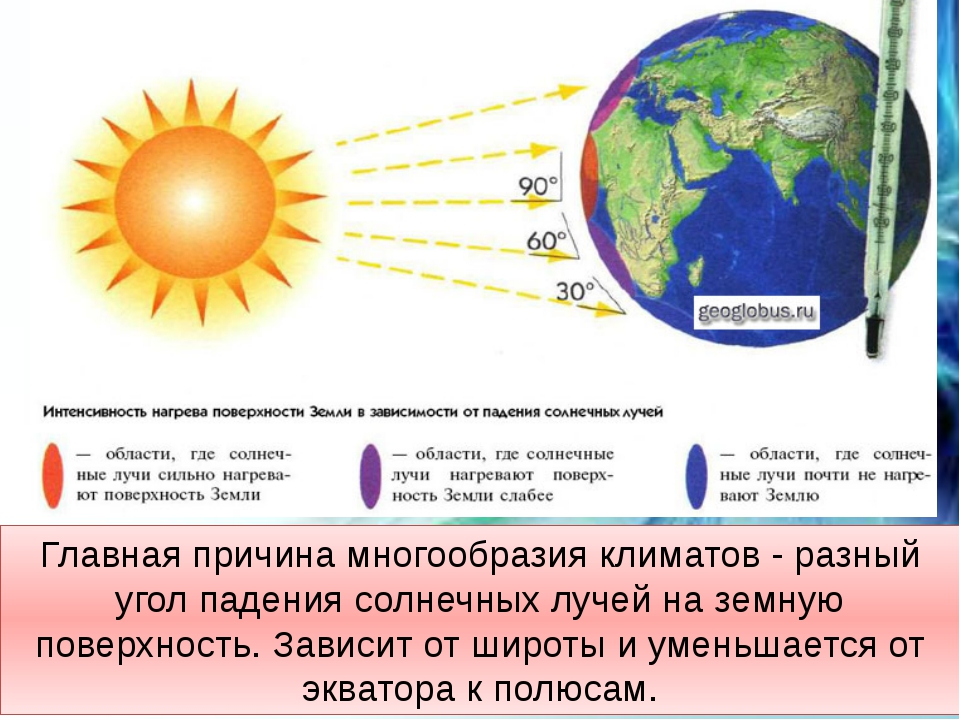 90°
60°
30°
geoglobus.ru
Интенсивность нагрева поверхности Земли в зависимости от падения солнечных лучей
— области, где солнеч-
ные лучи сильно нагрева-
ют поверхность Земли
— области, где солнечные
лучи нагревают поверх-
ность Земли слабее
— области, где солнеч-
ные лучи почти не нагре-
вают Землю
Главная причина многообразия климатов - разный
угол падения солнечных лучей на земную
поверхность. Зависит от широты и уменьшается от
экватора к полюсам.